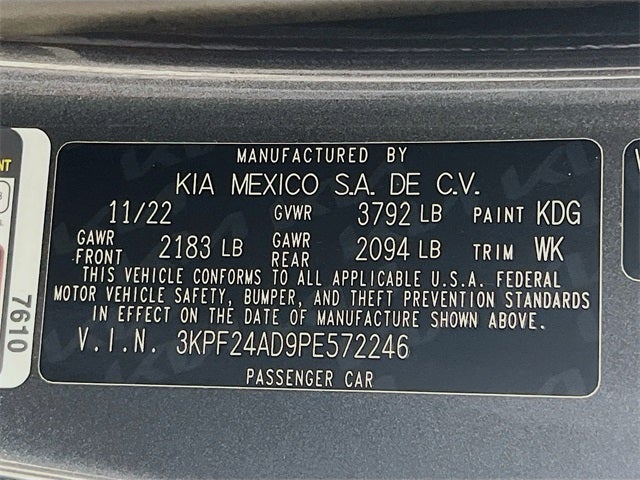 MANUFACTURED BY
KIA MEXICO S.A. DE C.V.
11/22 GVWR 3792 LB PAINT KDG
GAWR FRONT 2183 LB GAWR REAR 2094 LB TRIM WK
THIS VEHICLE CONFORMS TO ALL APPLICABLE U.S.A. FEDERAL
MOTOR VEHICLE SAFETY, BUMPER, AND THEFT PREVENTION STANDARDS
IN EFFECT ON THE DATE OF MANUFACTURE SHOWN ABOVE.
V.I.N. 3KPF24AD9PE572246
PASSENGER CAR
7610